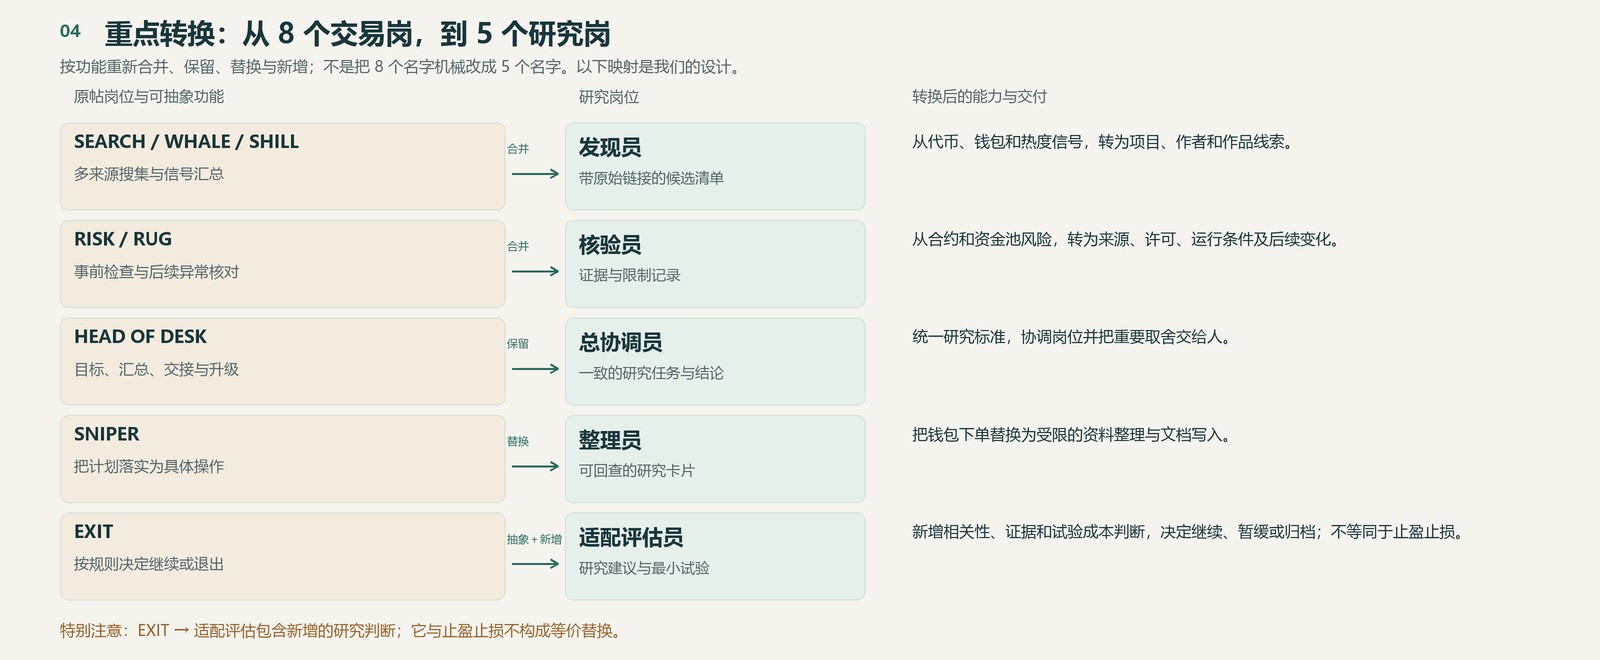 04 重点转换：从 8 个交易岗，到 5 个研究岗
按功能重新合并、保留、替换与新增；不是把 8 个名字机械改成 5 个名字。以下映射是我们的设计。
原帖岗位与可抽象功能 研究岗位 转换后的能力与交付
SEARCH / WHALE / SHILL
多来源搜集与信号汇总
合并
发现员
带原始链接的候选清单
从代币、钱包和热度信号，转为项目、作者和作品线索。
RISK / RUG
事前检查与后续异常核对
合并
核验员
证据与限制记录
从合约和资金池风险，转为来源、许可、运行条件及后续变化。
HEAD OF DESK
目标、汇总、交接与升级
保留
总协调员
一致的研究任务与结论
统一研究标准，协调岗位并把重要取舍交给人。
SNIPER
把计划落实为具体操作
替换
整理员
可回查的研究卡片
把钱包下单替换为受限的资料整理与文档写入。
EXIT
按规则决定继续或退出
抽象 + 新增
适配评估员
研究建议与最小试验
新增相关性、证据和试验成本判断，决定继续、暂缓或归档；不等同于止盈止损。
特别注意：EXIT → 适配评估包含新增的研究判断；它与止盈止损不构成等价替换。